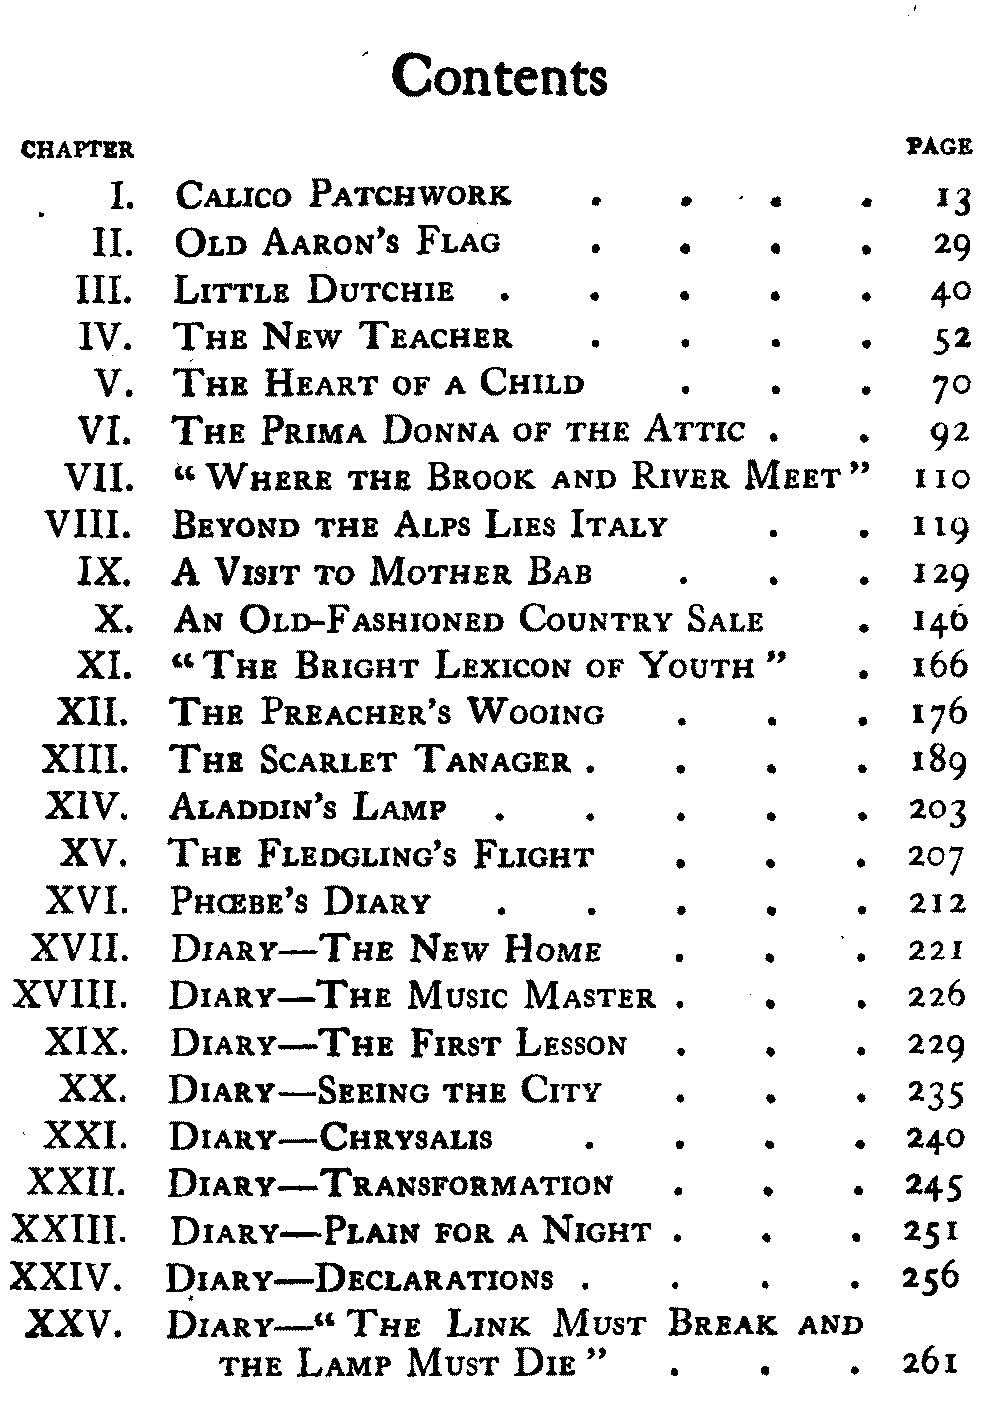 Contents
CHAPTER PAGE
I. CALICO PATCHWORK . . . . 13
II. OLD AARON'S FLAG . . . . 29
III. LITTLE DUTCHIE . . . . . 40
IV. THE NEW TEACHER . . . . 52
V. THE HEART OF A CHILD . . . 70
VI. THE PRIMA DONNA OF THE ATTIC . . 92
VII. "WHERE THE BROOK AND RIVER MEET" 110
VIII. BEYOND THE ALPS LIES ITALY . . 119
IX. A VISIT TO MOTHER BAB . . . 129
X. AN OLD-FASHIONED COUNTRY SALE . 146
XI. "THE BRIGHT LEXICON OF YOUTH" . 166
XII. THE PREACHER'S WOOING . . . 176
XIII. THE SCARLET TANAGER . . . . 189
XIV. ALADDIN'S LAMP . . . . . 203
XV. THE FLEDGLING'S FLIGHT . . . 207
XVI. PHŒBE'S DIARY . . . . . 212
XVII. DIARY—THE NEW HOME . . . 221
XVIII. DIARY—THE MUSIC MASTER . . . 226
XIX. DIARY—THE FIRST LESSON . . . 229
XX. DIARY—SEEING THE CITY . . . 235
XXI. DIARY—CHRYSALIS . . . . 240
XXII. DIARY—TRANSFORMATION . . . 245
XXIII. DIARY—PLAIN FOR A NIGHT . . . 251
XXIV. DIARY—DECLARATIONS . . . . 256
XXV. DIARY—"THE LINK MUST BREAK AND
THE LAMP MUST DIE" . . . 261